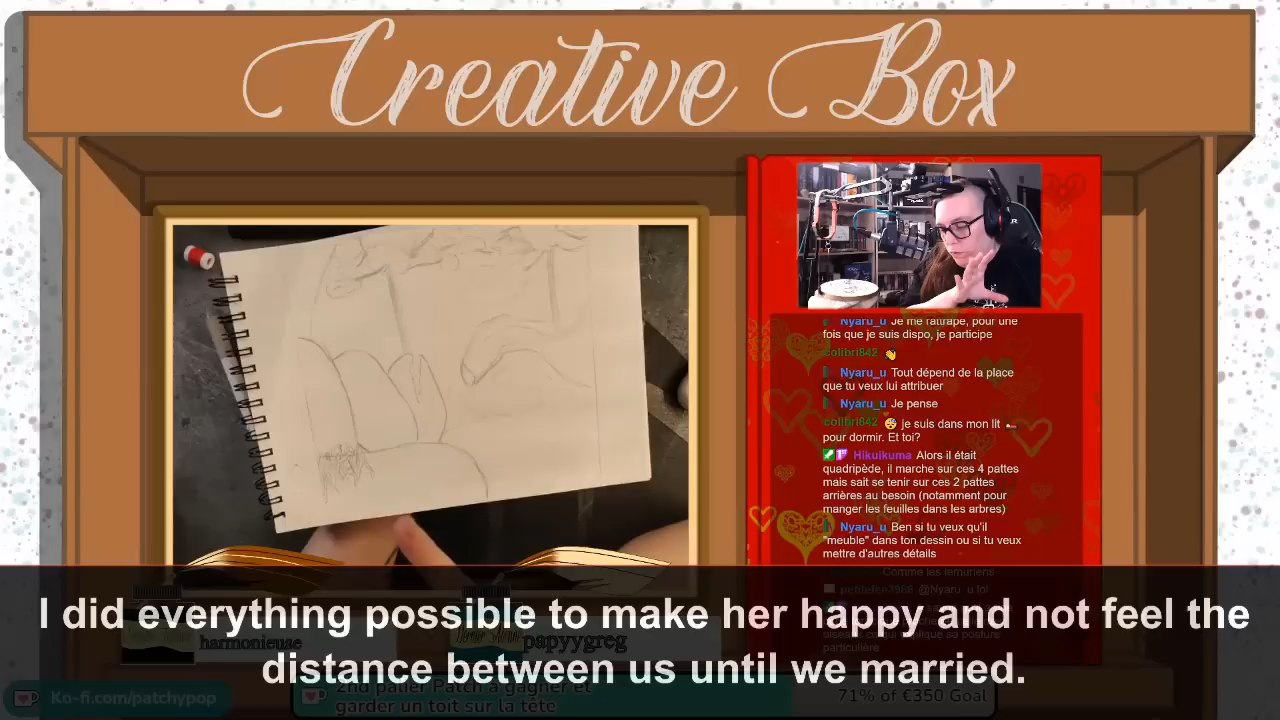 Creative Box
Nyaru_u Je me rattrape, pour une
fois que je suis dispo, je participe
colibri842
Nyaru_u Tout dépend de la place
que tu veux lui attribuer
Nyaru_u Je pense
colibri842 je suis dans mon lit
pour dormir. Et toi?
Hikuikuma Alors il était
quadripède, il marche sur ces 4 pattes
mais sait se tenir sur ces 2 pattes
arrières au besoin (notamment pour
manger les feuilles dans les arbres)
Nyaru_u Ben si tu veux qu'il
"meuble" dans ton dessin ou si tu veux
mettre d'autres détails
Comme les lemuriens
@Nyaru_u toi
particulière
I did everything possible to make her happy and not feel the
distance between us until we married.
harmonieuse
papyygreg
Ko-fi.com/patchypop
2nd palier Patch a gagner et
garder un toit sur la tête
71% of €350 Goal